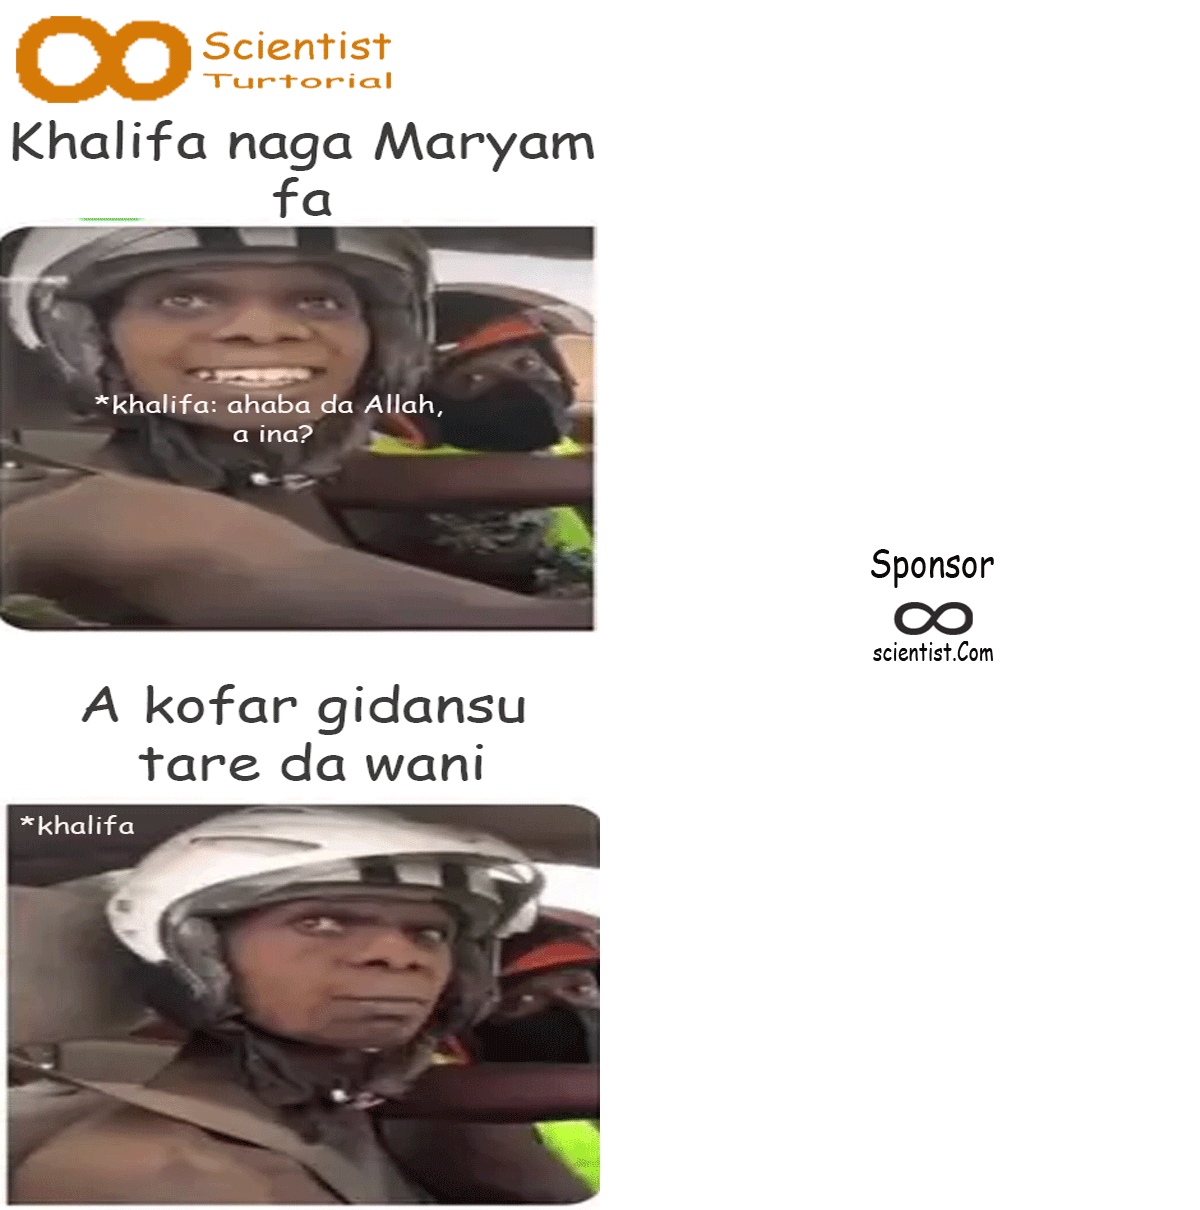 Scientist
Turtorial
Khalifa naga Maryam
fa
*khalifa: ahaba da Allah,
a ina?
Sponsor
scientist.Com
A kofar gidansu
tare da wani
*khalifa